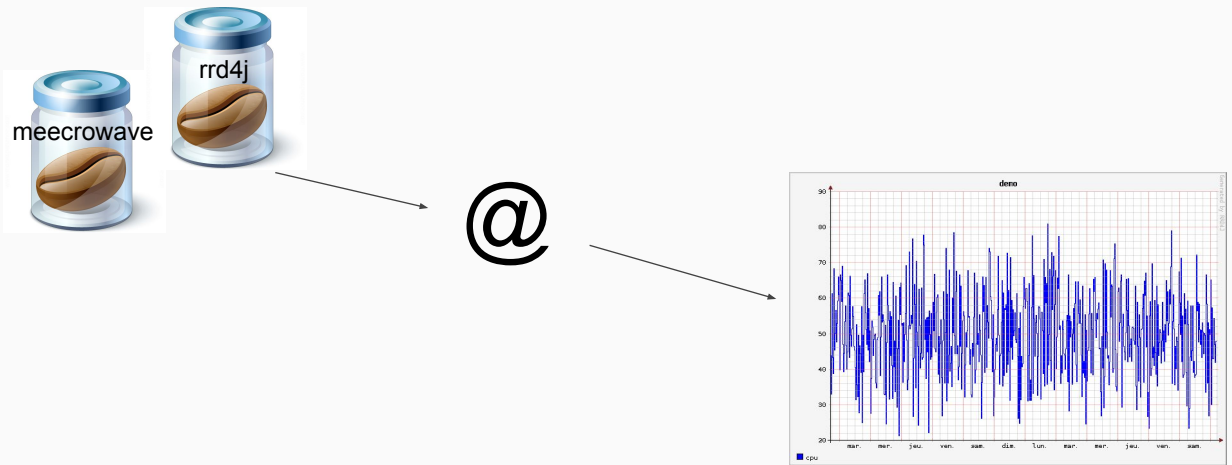 rrd4j
meecrowave
@
demo
90
80
70
60
50
40
30
20
mar. mer. jeu. ven. sam. dim. lun. mar. mer. jeu. ven. sam.
cpu